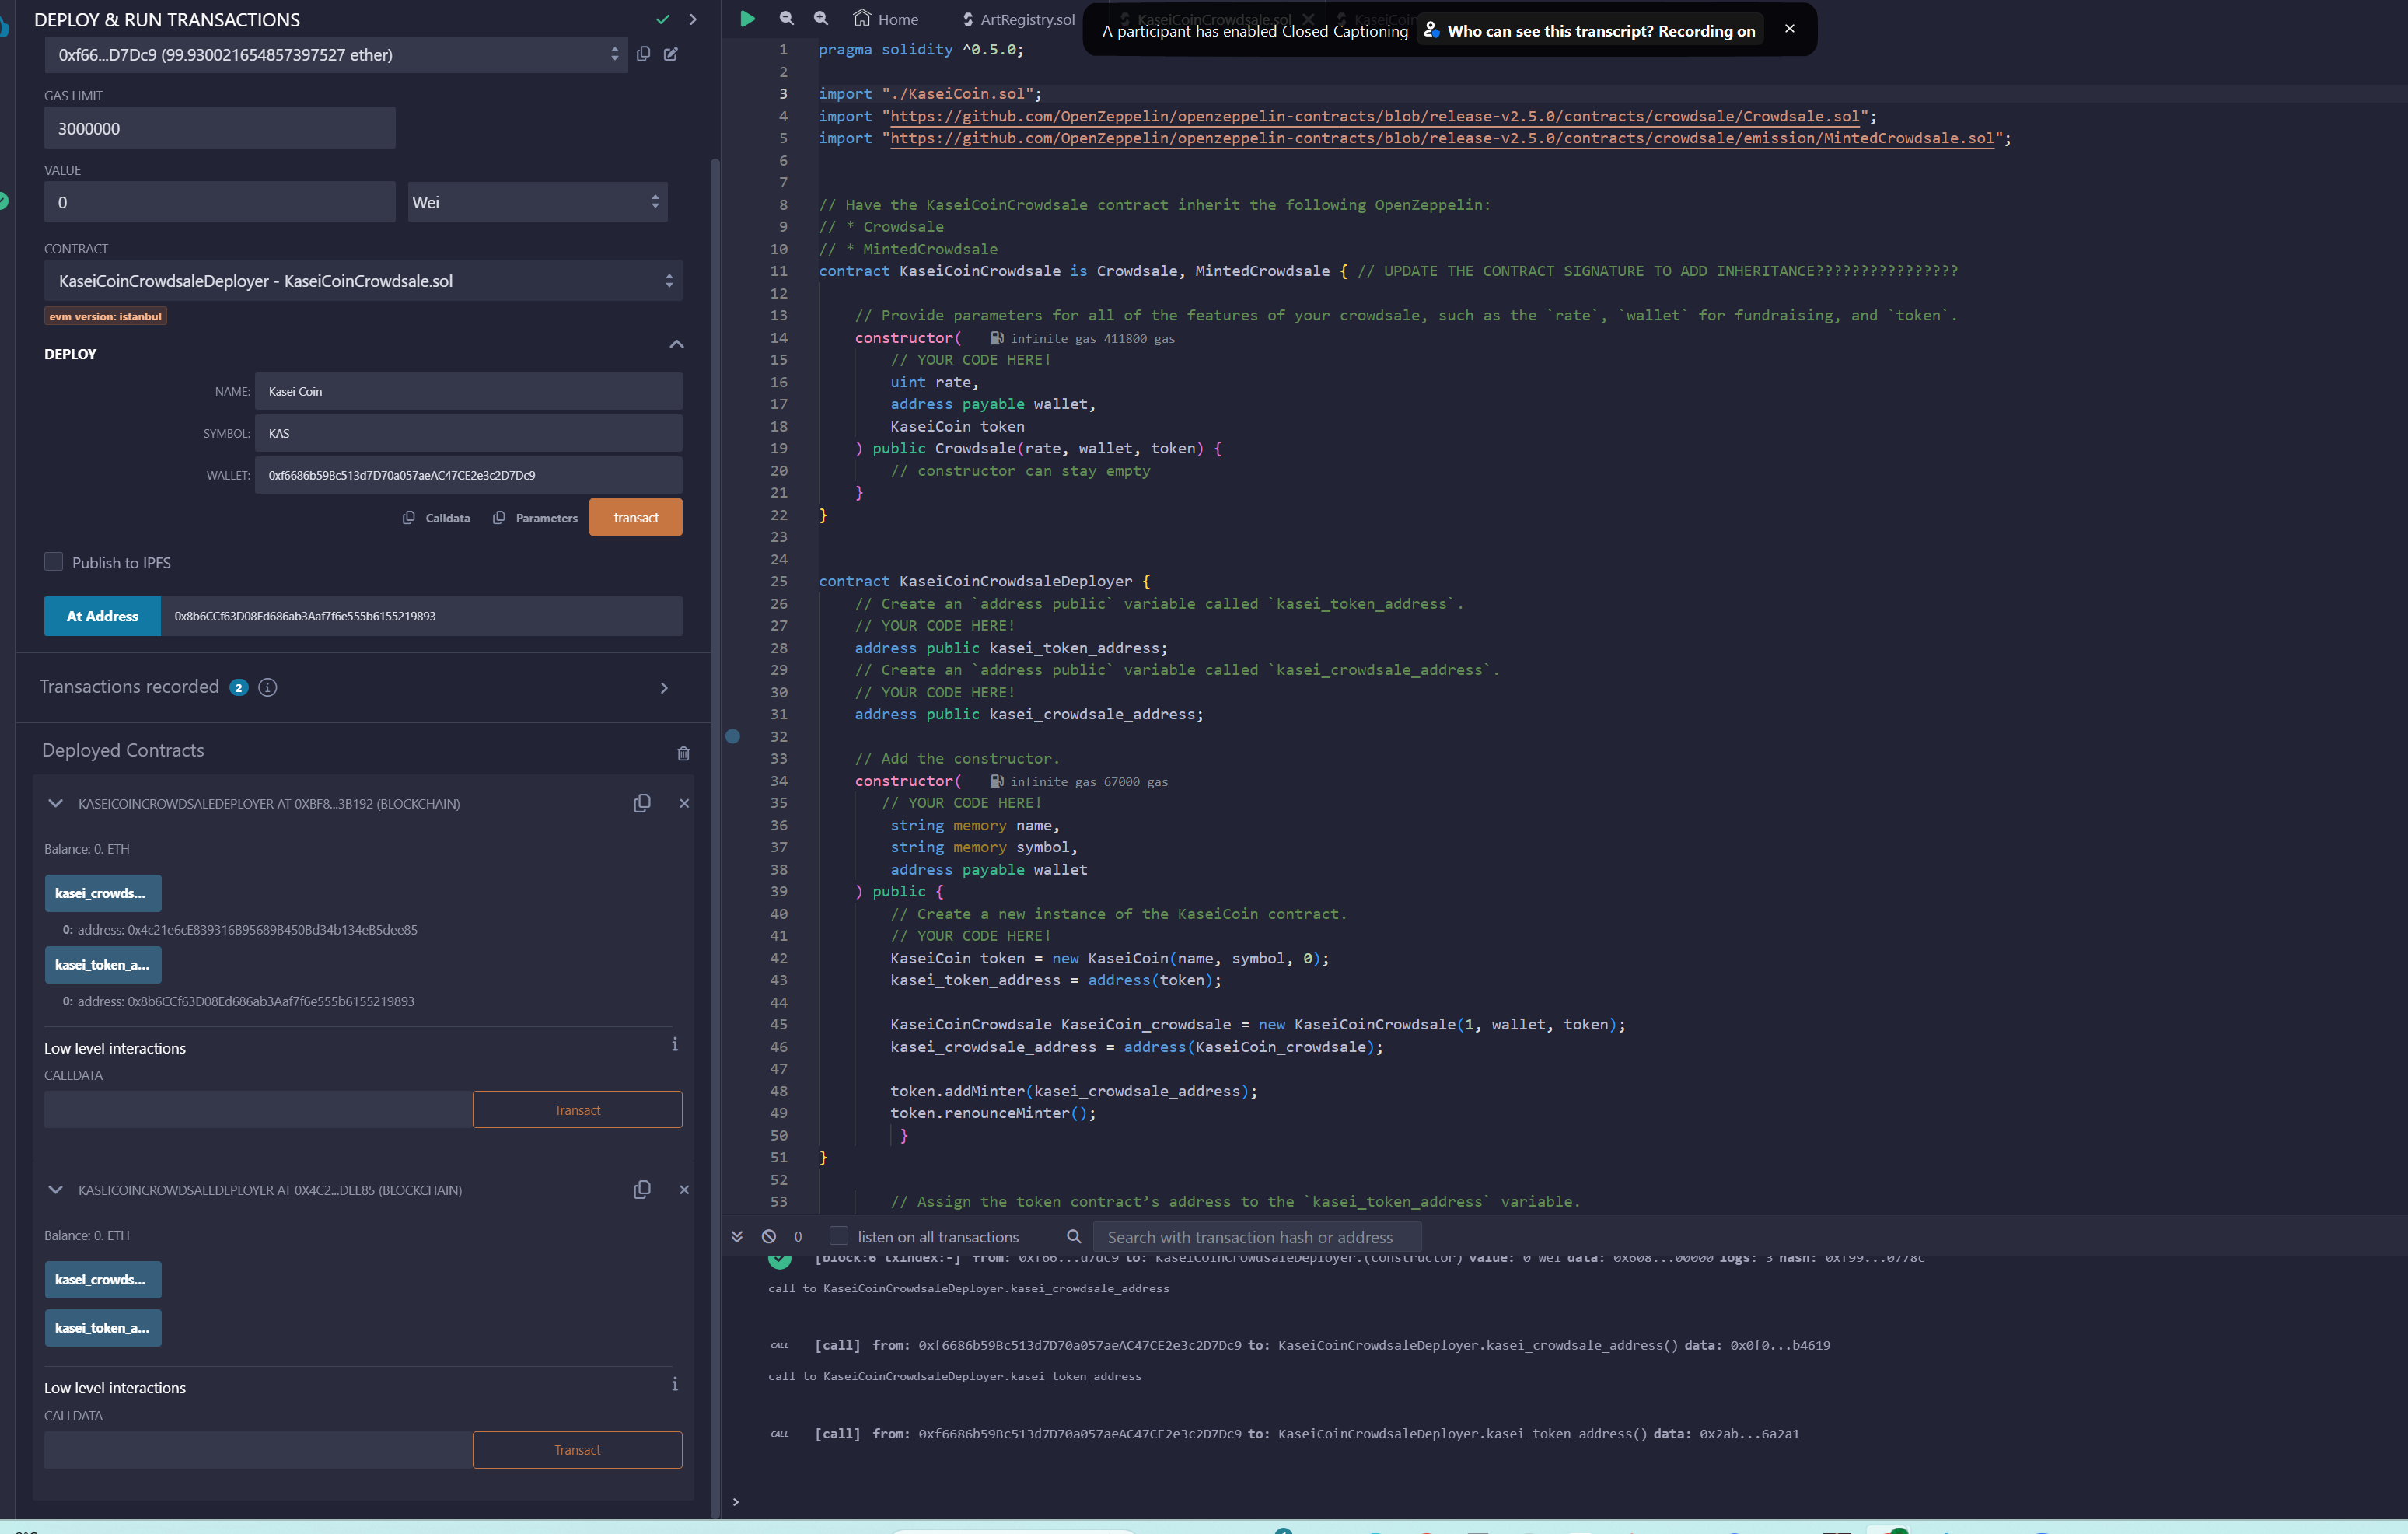 DEPLOY & RUN TRANSACTIONS
0xf66...D7Dc9 (99.930021654857397527 ether)
GAS LIMIT
3000000
VALUE
0
Wei
CONTRACT
KaseiCoinCrowdsaleDeployer - KaseiCoinCrowdsale.sol
evm version: istanbul
DEPLOY
NAME: Kasei Coin
SYMBOL: KAS
WALLET: 0xf6686b59Bc513d7D70a057aeAC47CE2e3c2D7Dc9
Calldata Parameters transact
Publish to IPFS
At Address 0x8b6CCf63D08Ed686ab3Aaf7f6e555b6155219893
Transactions recorded 2 i
Deployed Contracts
KASEICOINCROWDSALEDEPLOYER AT 0XBF8...3B192 (BLOCKCHAIN)
Balance: 0. ETH
kasei_crowds...
0: address: 0x4c21e6cE839316B95689B450Bd34b134eB5dee85
kasei_token_a...
0: address: 0x8b6CCf63D08Ed686ab3Aaf7f6e555b6155219893
Low level interactions i
CALLDATA
Transact
KASEICOINCROWDSALEDEPLOYER AT 0X4C2...DEE85 (BLOCKCHAIN)
Balance: 0. ETH
kasei_crowds...
kasei_token_a...
Low level interactions i
CALLDATA
Transact
Home
ArtRegistry.sol
KaseiCoinCrowdsale.sol
A participant has enabled Closed Captioning Who can see this transcript? Recording on
1 pragma solidity ^0.5.0;
2
3 import "./KaseiCoin.sol";
4 import "https://github.com/OpenZeppelin/openzeppelin-contracts/blob/release-v2.5.0/contracts/crowdsale/Crowdsale.sol";
5 import "https://github.com/OpenZeppelin/openzeppelin-contracts/blob/release-v2.5.0/contracts/crowdsale/emission/MintedCrowdsale.sol";
6
7
8 // Have the KaseiCoinCrowdsale contract inherit the following OpenZeppelin:
9 // * Crowdsale
10 // * MintedCrowdsale
11 contract KaseiCoinCrowdsale is Crowdsale, MintedCrowdsale { // UPDATE THE CONTRACT SIGNATURE TO ADD INHERITANCE????????????????
12
13 // Provide parameters for all of the features of your crowdsale, such as the `rate`, `wallet` for fundraising, and `token`.
14 constructor( infinite gas 411800 gas
15 // YOUR CODE HERE!
16 uint rate,
17 address payable wallet,
18 KaseiCoin token
19 ) public Crowdsale(rate, wallet, token) {
20 // constructor can stay empty
21 }
22 }
23
24
25 contract KaseiCoinCrowdsaleDeployer {
26 // Create an `address public` variable called `kasei_token_address`.
27 // YOUR CODE HERE!
28 address public kasei_token_address;
29 // Create an `address public` variable called `kasei_crowdsale_address`.
30 // YOUR CODE HERE!
31 address public kasei_crowdsale_address;
32
33 // Add the constructor.
34 constructor( infinite gas 67000 gas
35 // YOUR CODE HERE!
36 string memory name,
37 string memory symbol,
38 address payable wallet
39 ) public {
40 // Create a new instance of the KaseiCoin contract.
41 // YOUR CODE HERE!
42 KaseiCoin token = new KaseiCoin(name, symbol, 0);
43 kasei_token_address = address(token);
44
45 KaseiCoinCrowdsale KaseiCoin_crowdsale = new KaseiCoinCrowdsale(1, wallet, token);
46 kasei_crowdsale_address = address(KaseiCoin_crowdsale);
47
48 token.addMinter(kasei_crowdsale_address);
49 token.renounceMinter();
50 }
51 }
52
53 // Assign the token contract's address to the `kasei_token_address` variable.
0 listen on all transactions Search with transaction hash or address
[block:6 txIndex:-] from: 0xf66...d7dc9 to: KaseiCoinCrowdsaleDeployer.(constructor) value: 0 wei data: 0x608...00000 logs: 3 hash: 0xf99...0778c
call to KaseiCoinCrowdsaleDeployer.kasei_crowdsale_address
CALL [call] from: 0xf6686b59Bc513d7D70a057aeAC47CE2e3c2D7Dc9 to: KaseiCoinCrowdsaleDeployer.kasei_crowdsale_address() data: 0x0f0...b4619
call to KaseiCoinCrowdsaleDeployer.kasei_token_address
CALL [call] from: 0xf6686b59Bc513d7D70a057aeAC47CE2e3c2D7Dc9 to: KaseiCoinCrowdsaleDeployer.kasei_token_address() data: 0x2ab...6a2a1
>